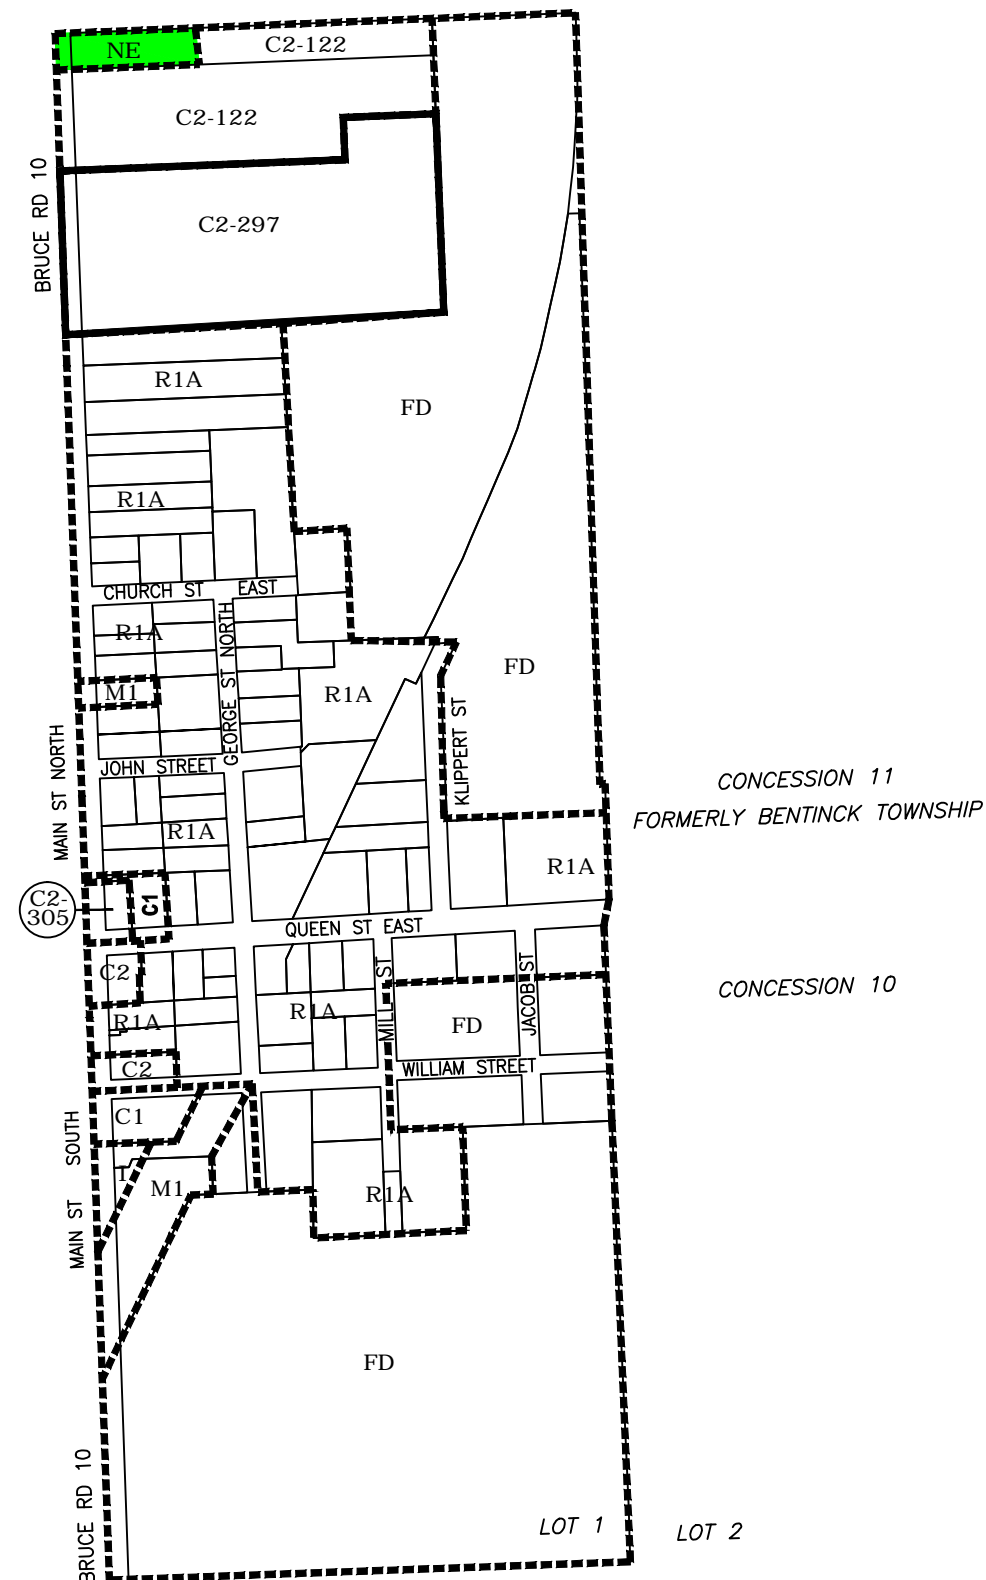 NE
C2-122
C2-122
BRUCE RD 10
C2-297
R1A
FD
R1A
CHURCH ST EAST
R1A
GEORGE ST NORTH
FD
M1
R1A
KLIPPERT ST
MAIN ST NORTH
JOHN STREET
CONCESSION 11
FORMERLY BENTINCK TOWNSHIP
R1A
R1A
C2-
305
C1
QUEEN ST EAST
C2
MILL ST
JACOB ST
CONCESSION 10
R1A
R1A
FD
C2
WILLIAM STREET
C1
MAIN ST SOUTH
I
M1
R1A
FD
BRUCE RD 10
LOT 1
LOT 2